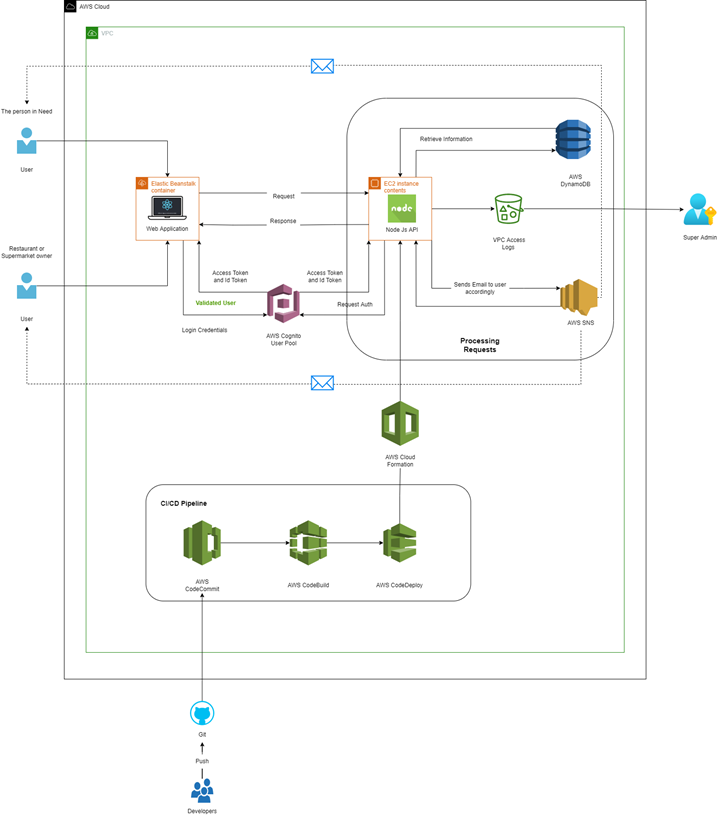 AWS Cloud
VPC
The person in Need
User
Retrieve Information
AWS
DynamoDB
Elastic Beanstalk
container
Web Application
Request
Response
EC2 instance
contents
node
Node Js API
VPC Access
Logs
Super Admin
Restaurant or
Supermarket owner
User
Access Token
and Id Token
Access Token
and Id Token
Validated User
Request Auth
Login Credentials
AWS Cognito
User Pool
Sends Email to user
accordingly
AWS SNS
Processing
Requests
AWS Cloud
Formation
CI/CD Pipeline
AWS
CodeCommit
AWS CodeBuild
AWS CodeDeploy
Git
Push
Developers